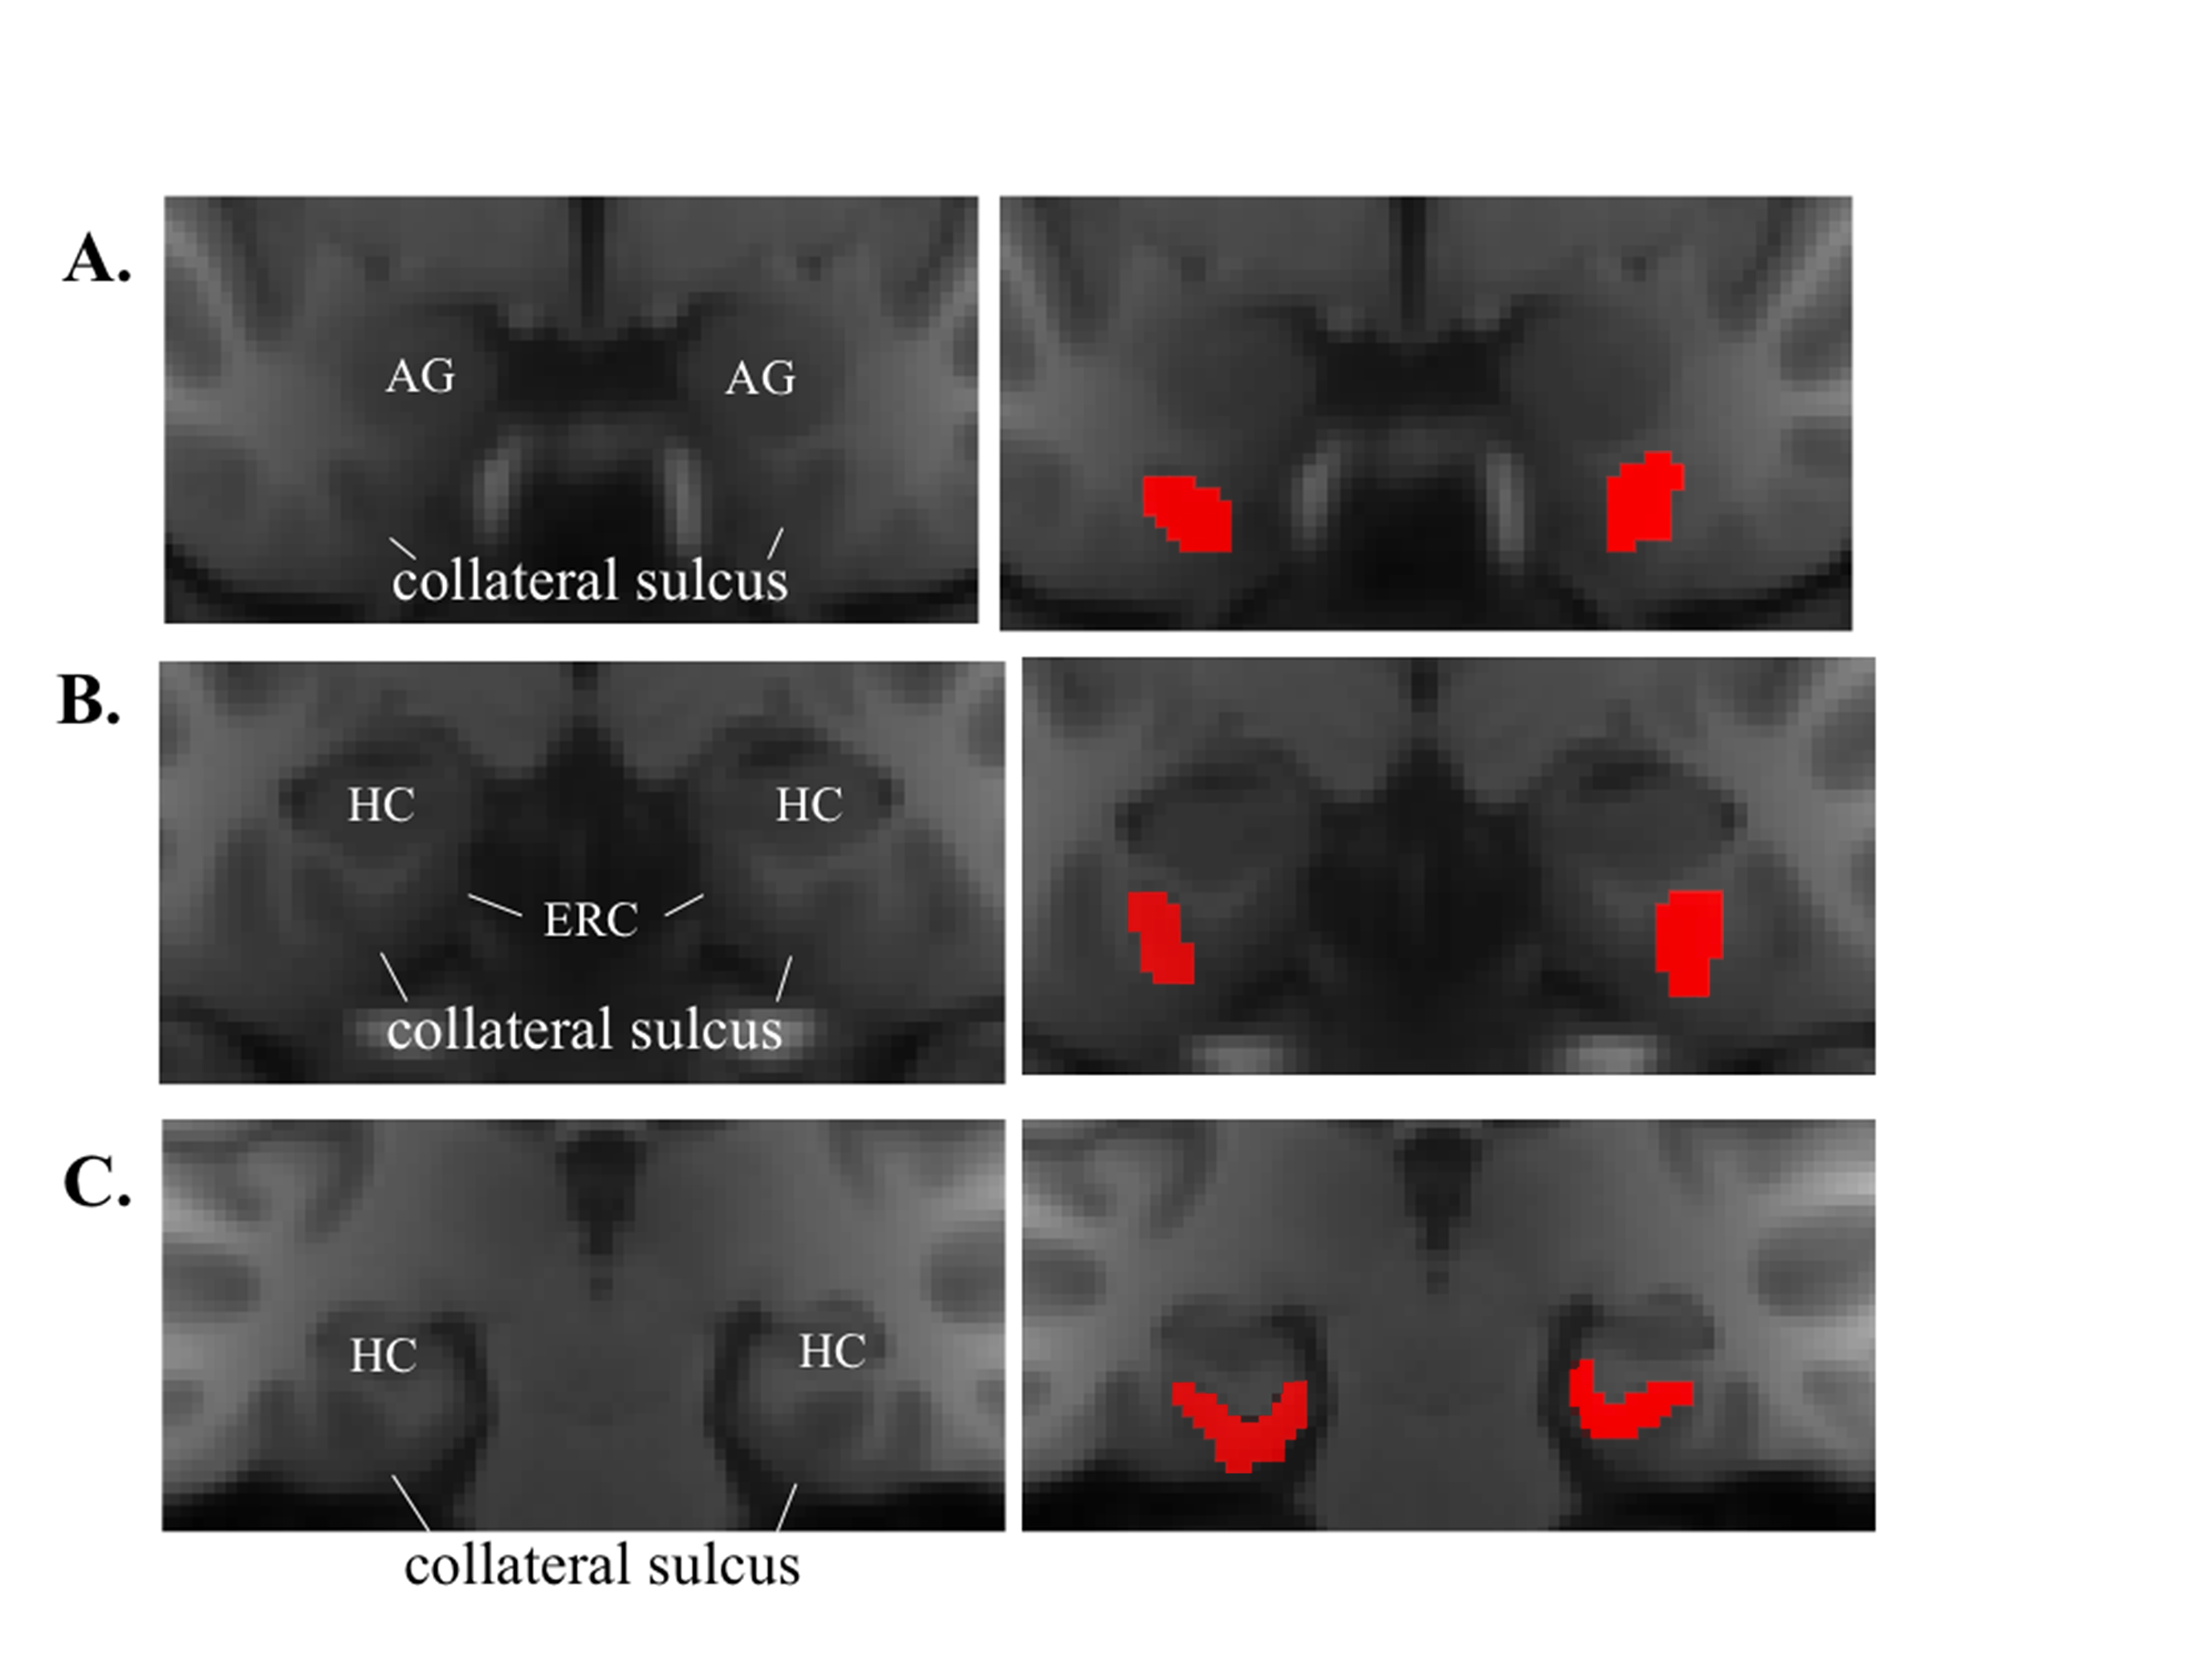 A.
AG AG
collateral sulcus
B.
HC HC
ERC
collateral sulcus
C.
HC HC
collateral sulcus